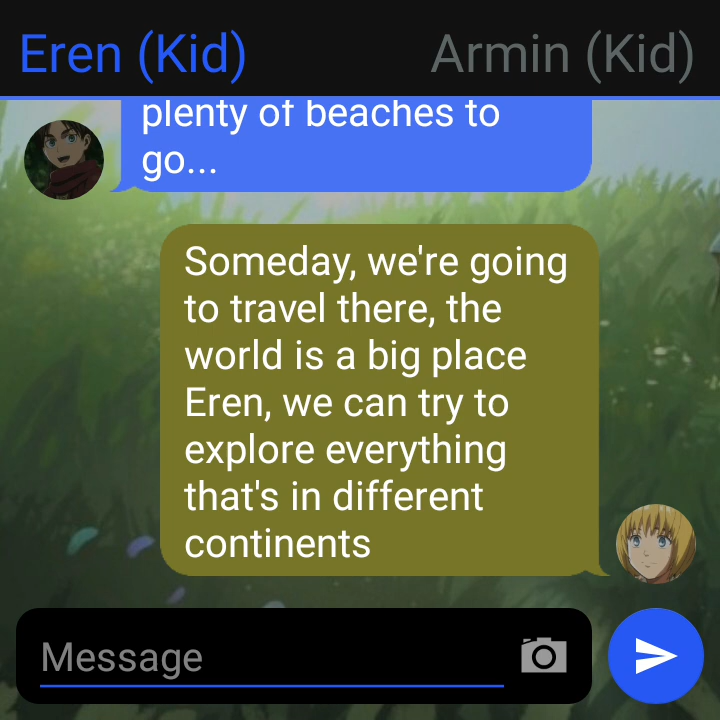 Eren (Kid) Armin (Kid)
plenty of beaches to
go...
Someday, we're going
to travel there, the
world is a big place
Eren, we can try to
explore everything
that's in different
continents
Message